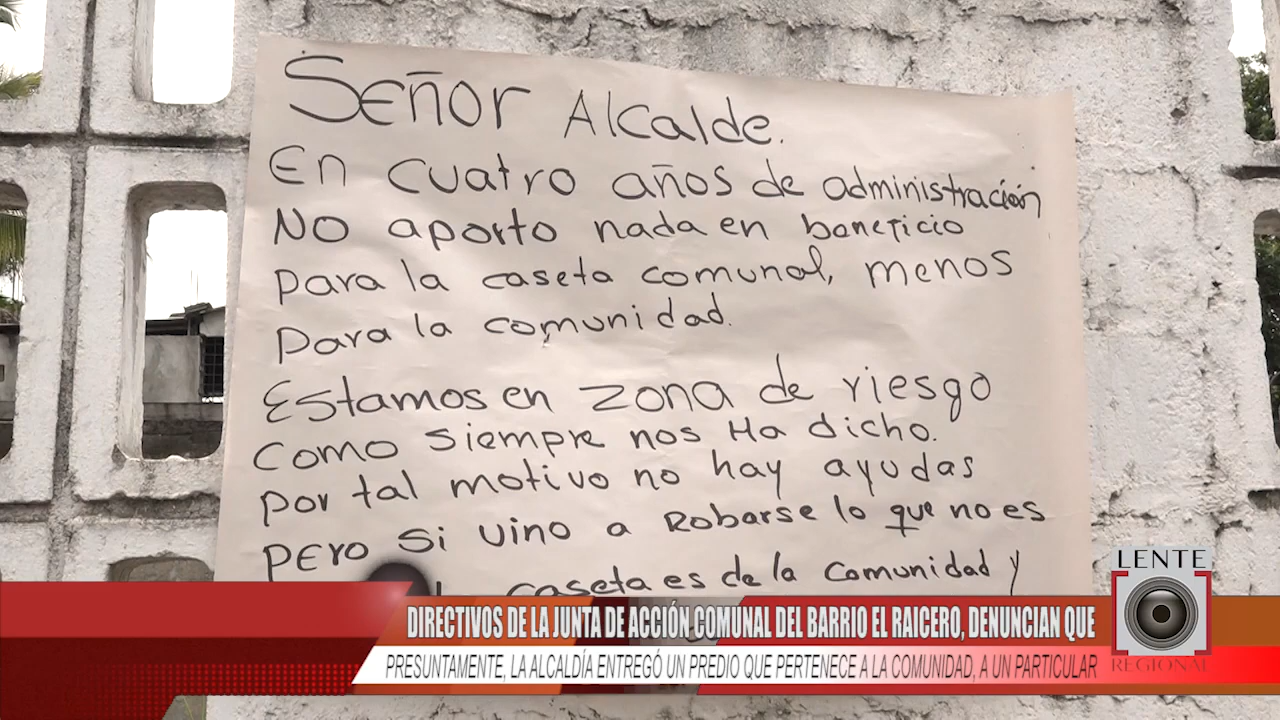 Señor Alcalde.
En cuatro años de administración
No aporto nada en beneficio
para la caseta comunal, menos
para la comunidad.
Estamos en zona de riesgo
como siempre nos Ha dicho.
por tal motivo no hay ayudas
pero si vino a Robarse lo que no es
caseta es de la comunidad y
DIRECTIVOS DE LA JUNTA DE ACCIÓN COMUNAL DEL BARRIO EL RAICERO, DENUNCIAN QUE
PRESUNTAMENTE, LA ALCALDÍA ENTREGÓ UN PREDIO QUE PERTENECE A LA COMUNIDAD, A UN PARTICULAR
LENTE
REGIONAL